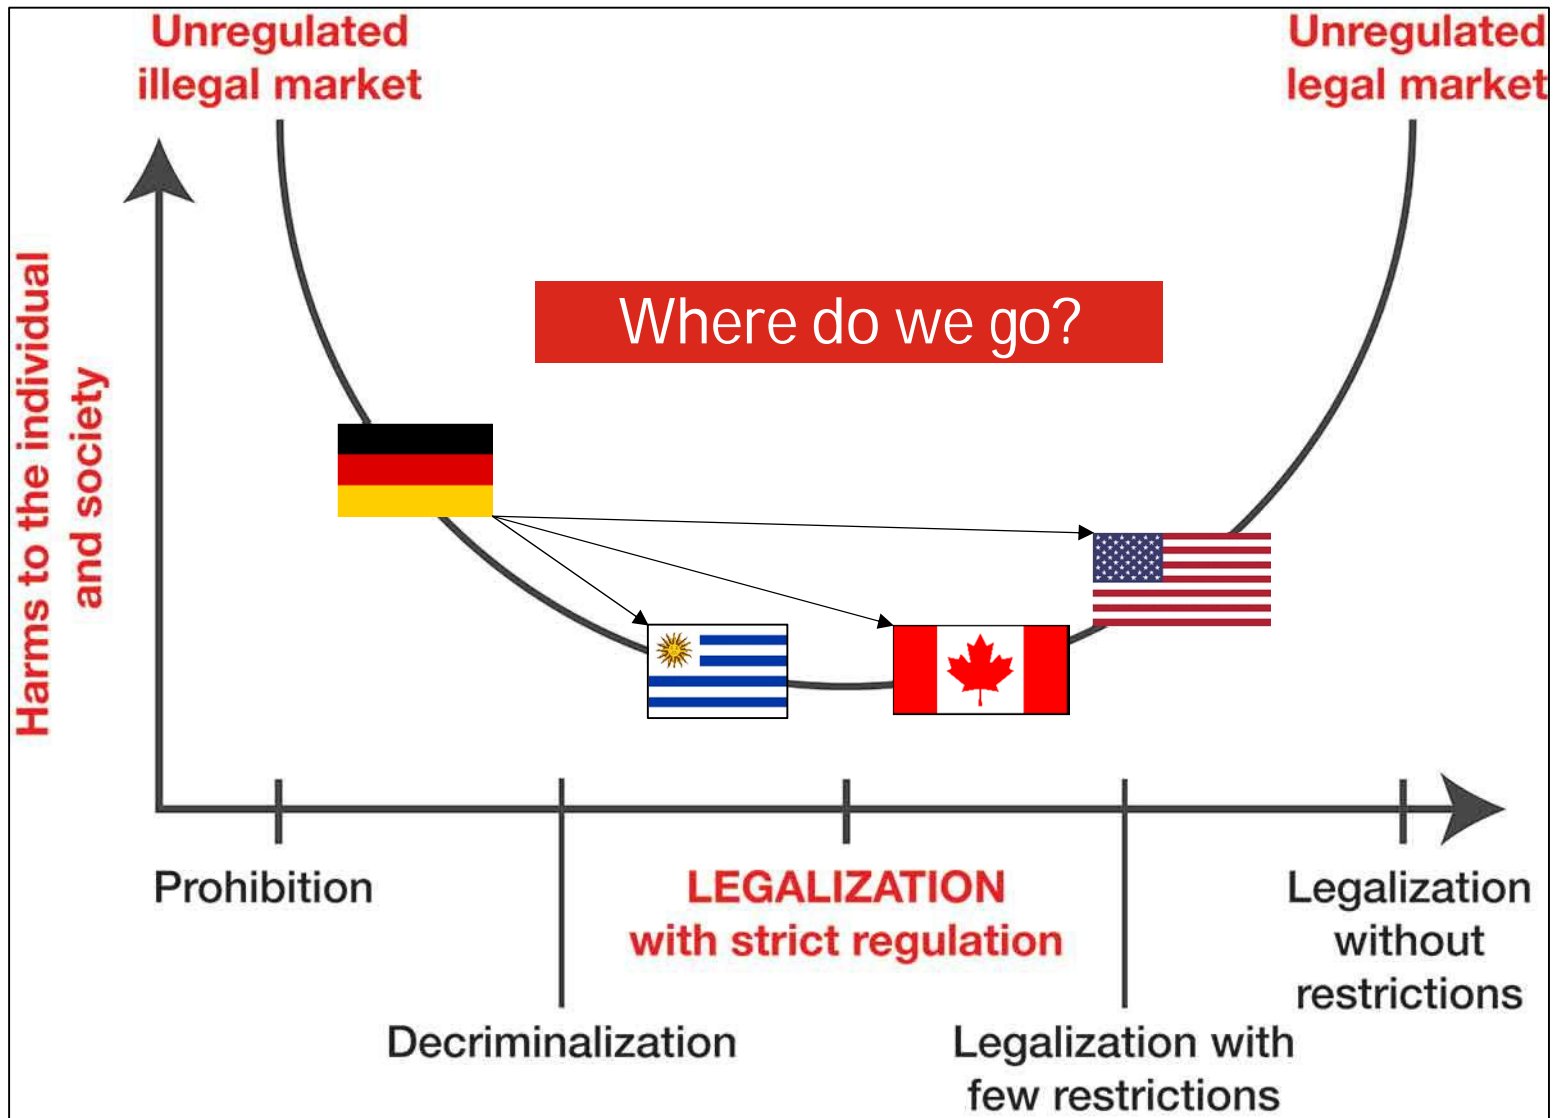 Unregulated
illegal market
Unregulated
legal market
Where do we go?
Harms to the individual
and society
Prohibition
LEGALIZATION
with strict regulation
Legalization
without
restrictions
Decriminalization
Legalization with
few restrictions